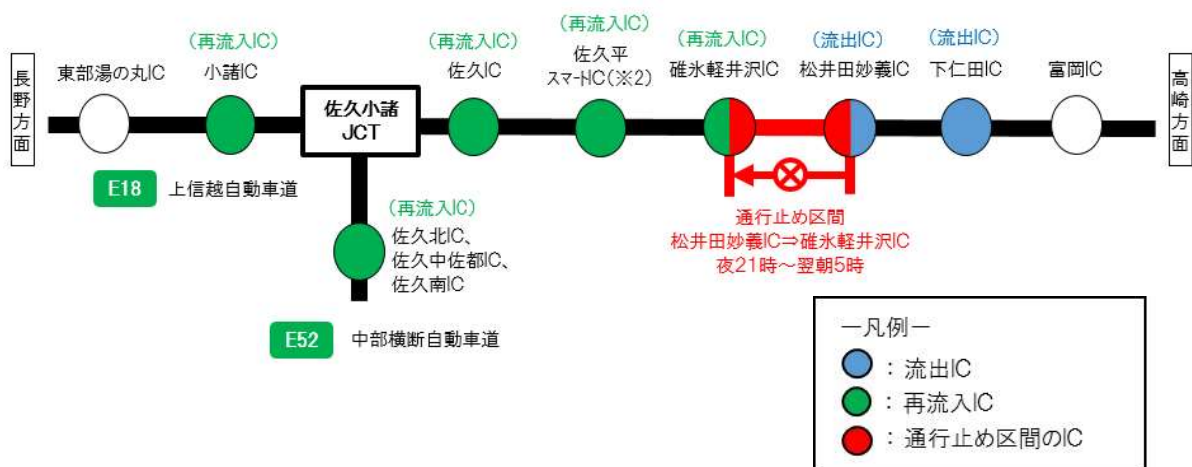 長野方面
東部湯の丸IC
(再流入IC)
小諸IC
佐久小諸
JCT
(再流入IC)
佐久IC
(再流入IC)
佐久平
スマートIC(※2)
(再流入IC)
碓氷軽井沢IC
(流出IC)
松井田妙義IC
(流出IC)
下仁田IC
富岡IC
高崎方面
E18 上信越自動車道
(再流入IC)
佐久北IC、
佐久中佐都IC、
佐久南IC
E52 中部横断自動車道
通行止め区間
松井田妙義IC⇒碓氷軽井沢IC
夜21時~翌朝5時
―凡例―
:流出IC
:再流入IC
:通行止め区間のIC